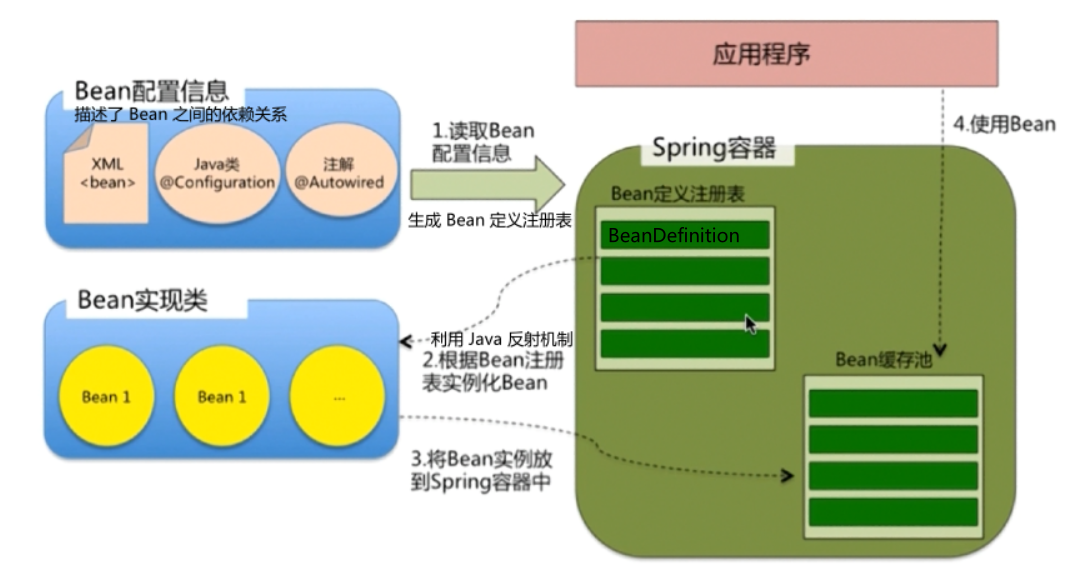 应用程序
Bean配置信息
描述了 Bean 之间的依赖关系
XML
<bean>
Java类
@Configuration
注解
@Autowired
1.读取Bean
配置信息
生成 Bean 定义注册表
4.使用Bean
Spring容器
Bean定义注册表
BeanDefinition
Bean实现类
Bean 1
Bean 1
...
利用 Java 反射机制
2.根据Bean注册
表实例化Bean
Bean缓存池
3.将Bean实例放
到Spring容器中